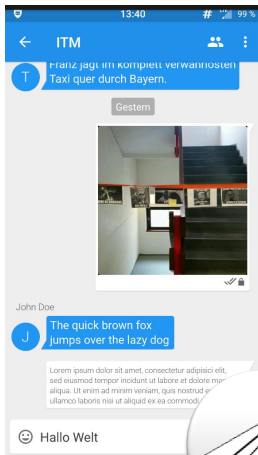 13:40
# 99 %
ITM
Franz jagt im komplett verwahrlosten
Taxi quer durch Bayern.
T
Gestern
John Doe
The quick brown fox
jumps over the lazy dog
J
Lorem ipsum dolor sit amet, consectetur adipisici elit,
sed eiusmod tempor incidunt ut labore et dolore
aliqua. Ut enim ad minim veniam, quis nostrud
ullamco laboris nisi ut aliquid ex ea commodi
Hallo Welt